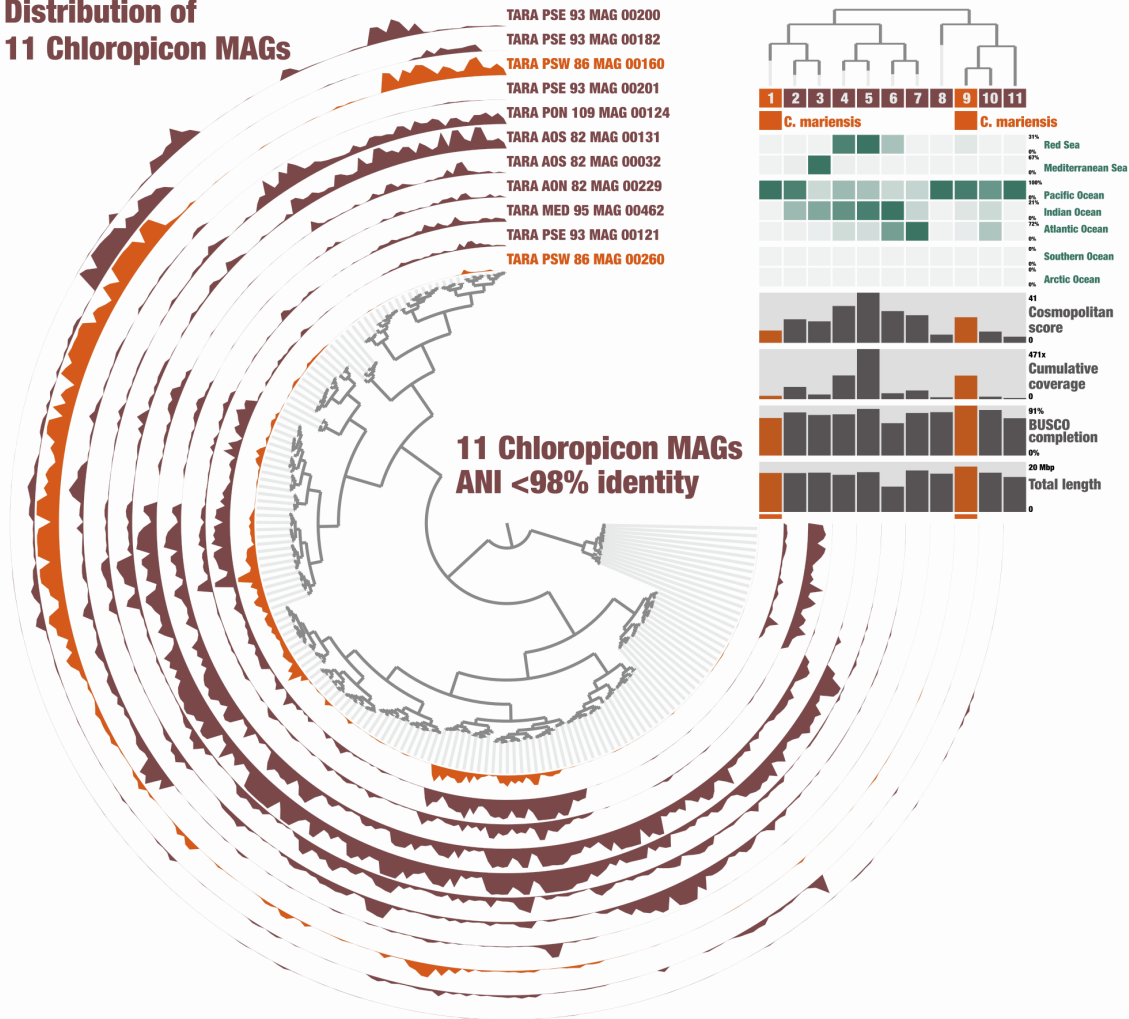 Distribution of
11 Chloropicon MAGs
TARA PSE 93 MAG 00200
TARA PSE 93 MAG 00182
TARA PSW 86 MAG 00160
TARA PSE 93 MAG 00201
TARA PON 109 MAG 00124
TARA AOS 82 MAG 00131
TARA AOS 82 MAG 00032
TARA AON 82 MAG 00229
TARA MED 95 MAG 00462
TARA PSE 93 MAG 00121
TARA PSW 86 MAG 00260
11 Chloropicon MAGs
ANI <98% identity
1 2 3 4 5 6 7 8 9 10 11
C. mariensis C. mariensis
31%
Red Sea
0%
67%
Mediterranean Sea
0%
100%
Pacific Ocean
0%
21%
Indian Ocean
0%
72%
Atlantic Ocean
0%
0%
Southern Ocean
0%
0%
Arctic Ocean
0%
41
Cosmopolitan
score
0
471x
Cumulative
coverage
0
91%
BUSCO
completion
0%
20 Mbp
Total length
0